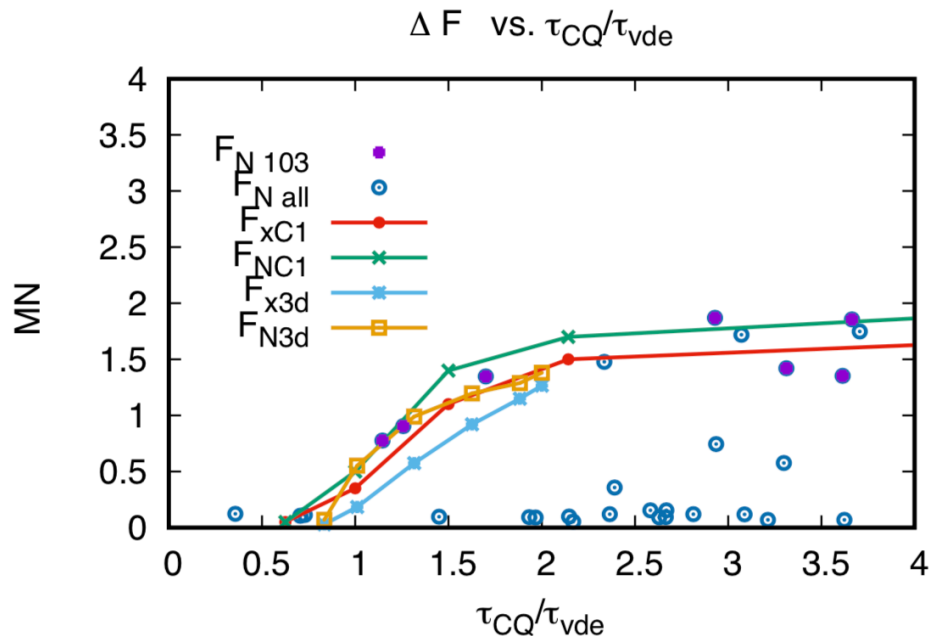 Δ F vs. τCQ/τvde
4
3.5
3
2.5
2
1.5
1
0.5
0
MN
FN 103
FN all
FxC1
FNC1
Fx3d
FN3d
0 0.5 1 1.5 2 2.5 3 3.5 4
τCQ/τvde